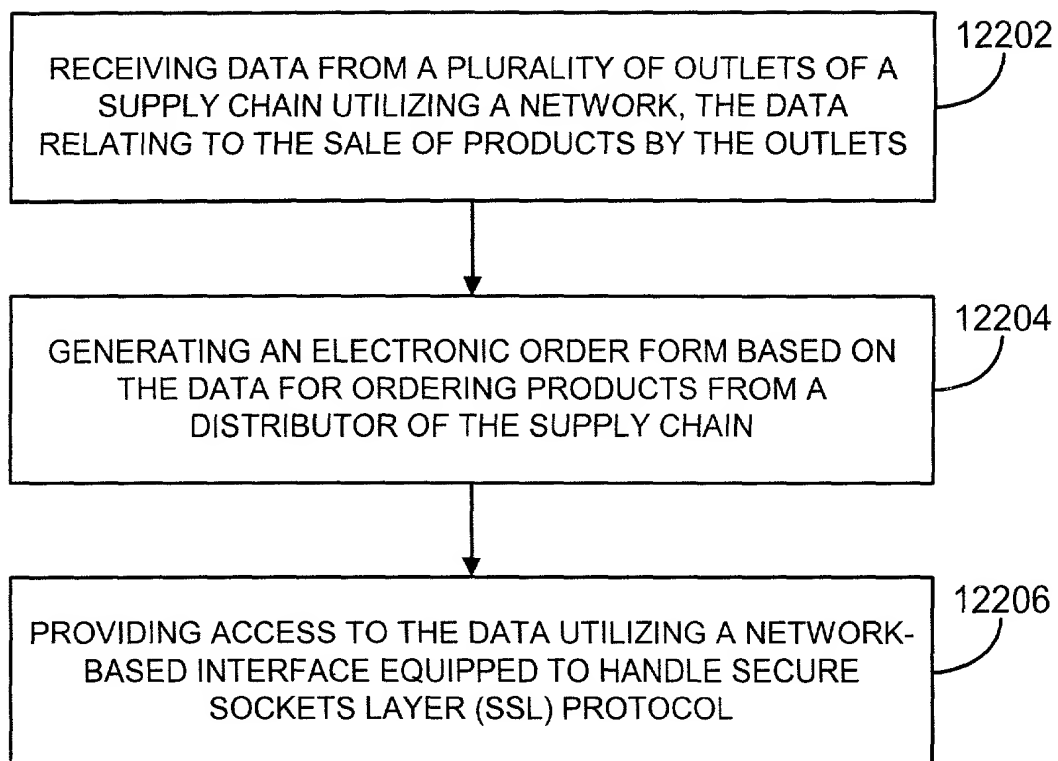 12202
RECEIVING DATA FROM A PLURALITY OF OUTLETS OF A
SUPPLY CHAIN UTILIZING A NETWORK, THE DATA
RELATING TO THE SALE OF PRODUCTS BY THE OUTLETS
12204
GENERATING AN ELECTRONIC ORDER FORM BASED ON
THE DATA FOR ORDERING PRODUCTS FROM A
DISTRIBUTOR OF THE SUPPLY CHAIN
12206
PROVIDING ACCESS TO THE DATA UTILIZING A NETWORK-
BASED INTERFACE EQUIPPED TO HANDLE SECURE
SOCKETS LAYER (SSL) PROTOCOL